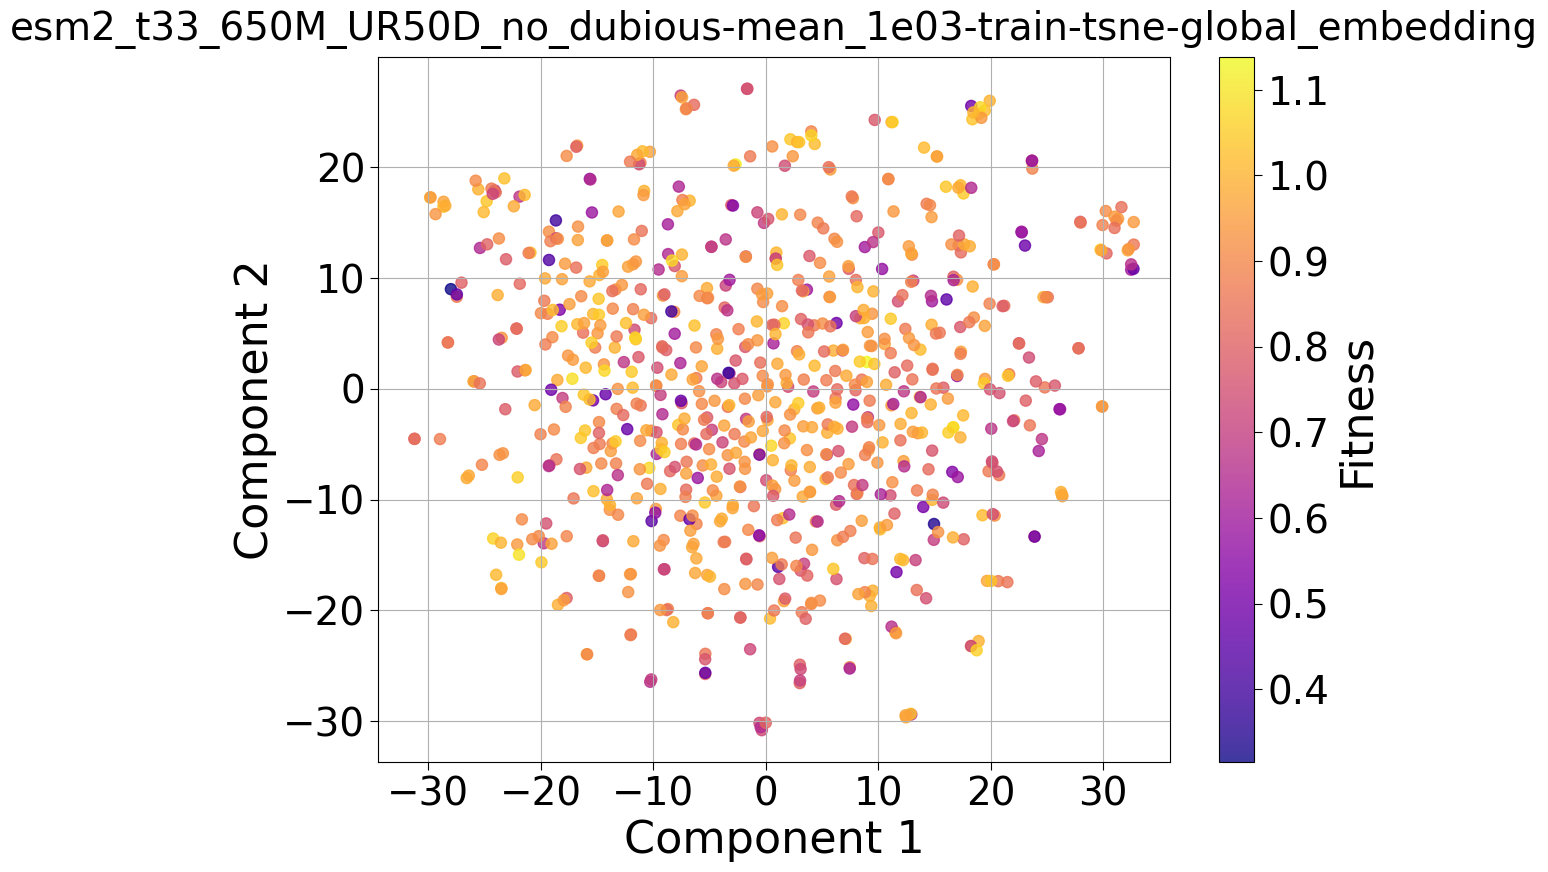 esm2_t33_650M_UR50D_no_dubious-mean_1e03-train-tsne-global_embedding
20
10
0
−10
−20
−30
Component 2
−30 −20 −10 0 10 20 30
Component 1
1.1
1.0
0.9
0.8
0.7
0.6
0.5
0.4
Fitness